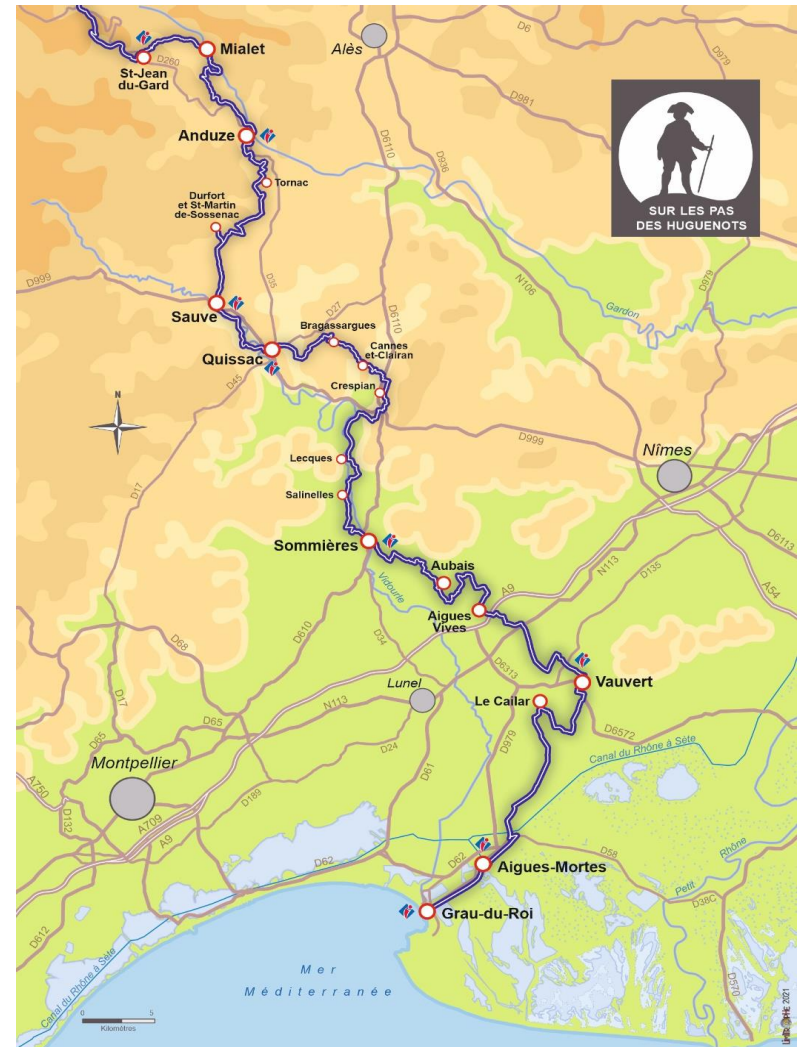 Mialet
St-Jean
du-Gard
D260
Alès
D6
D979
D981
D6110
D936
Anduze
Tornac
Durfort
et St-Martin
de-Sossenac
SUR LES PAS
DES HUGUENOTS
N106
D979
Gardon
D999
D35
Sauve
D27
D6110
Bragassargues
Cannes
et-Clairan
Quissac
Crespian
D45
N
D999
Nîmes
D17
Lecques
Salinelles
Sommières
Aubais
Vidourle
Aigues
Vives
A9
N113
D135
D6113
A54
D610
D34
D68
Lunel
D6313
Vauvert
Le Cailar
D17
D65
N113
D65
D24
D61
D979
D6572
Canal du Rhône à Sète
Montpellier
A750
D132
A709
A9
D189
D62
D62
Aigues-Mortes
D58
Petit
Rhône
D38C
Grau-du-Roi
D612
D570
Mer
Méditerranée
Canal du Rhône à Sète
0
5
Kilomètres
2021